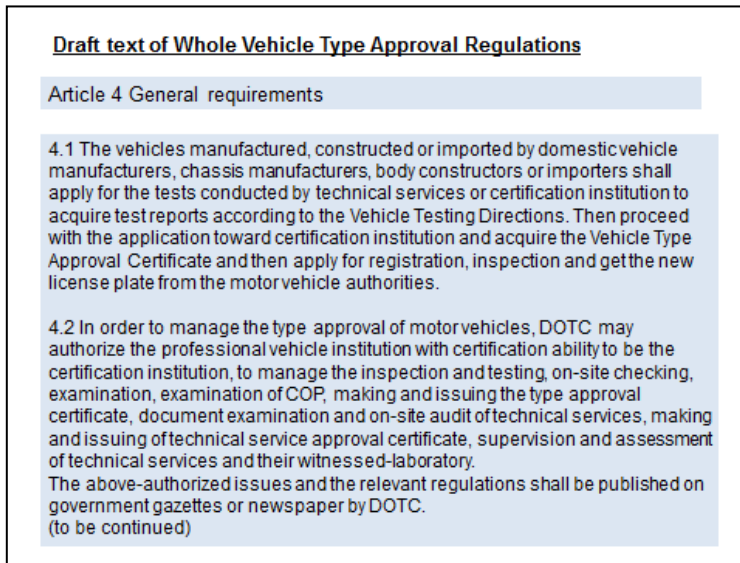 Draft text of Whole Vehicle Type Approval Regulations
Article 4 General requirements
4.1 The vehicles manufactured, constructed or imported by domestic vehicle
manufacturers, chassis manufacturers, body constructors or importers shall
apply for the tests conducted by technical services or certification institution to
acquire test reports according to the Vehicle Testing Directions. Then proceed
with the application toward certification institution and acquire the Vehicle Type
Approval Certificate and then apply for registration, inspection and get the new
license plate from the motor vehicle authorities.
4.2 In order to manage the type approval of motor vehicles, DOTC may
authorize the professional vehicle institution with certification ability to be the
certification institution, to manage the inspection and testing, on-site checking,
examination, examination of COP, making and issuing the type approval
certificate, document examination and on-site audit of technical services, making
and issuing of technical service approval certificate, supervision and assessment
of technical services and their witnessed-laboratory.
The above-authorized issues and the relevant regulations shall be published on
government gazettes or newspaper by DOTC.
(to be continued)